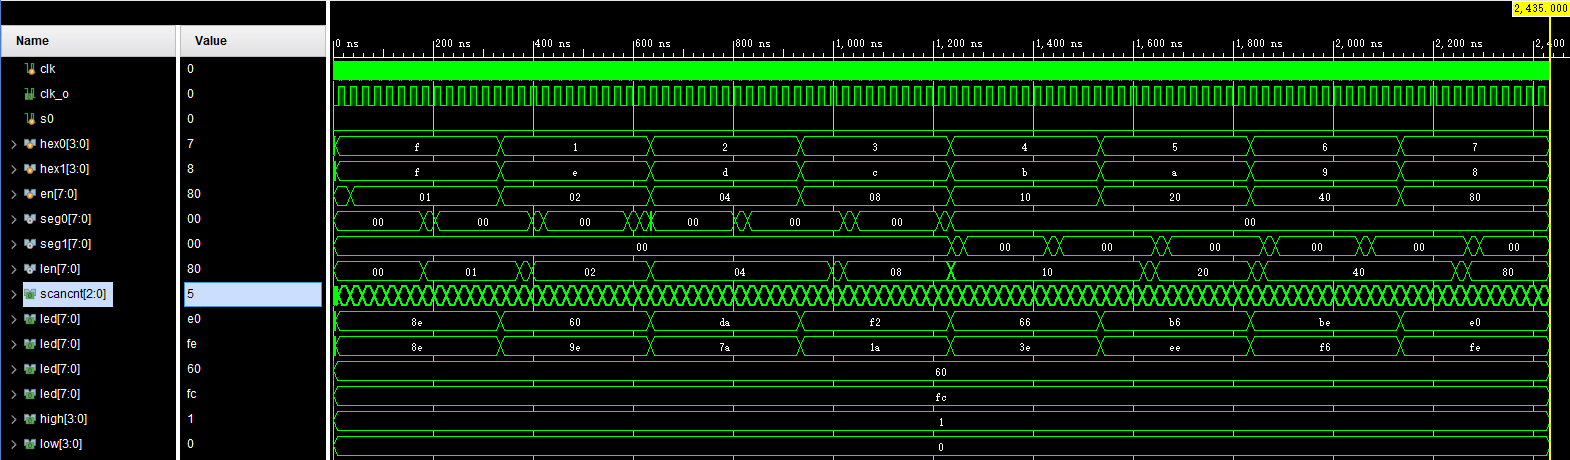 2,435.000
Name Value 0 ns 200 ns 400 ns 600 ns 800 ns 1,000 ns 1,200 ns 1,400 ns 1,600 ns 1,800 ns 2,000 ns 2,200 ns 2,400
clk 0
clk_o 0
s0 0
hex0[3:0] 7 f 1 2 3 4 5 6 7
hex1[3:0] 8 f e d c b a 9 8
en[7:0] 80 01 02 04 08 10 20 40 80
seg0[7:0] 00 00 00 00 00 00 00 00
seg1[7:0] 00 00 00 00 00 00 00 00
len[7:0] 80 00 01 02 04 08 10 20 40 80
scancnt[2:0] 5
led[7:0] e0 8e 60 da f2 66 b6 be e0
led[7:0] fe 8e 9e 7a 1a 3e ee f6 fe
led[7:0] 60 60
led[7:0] fc fc
high[3:0] 1 1
low[3:0] 0 0